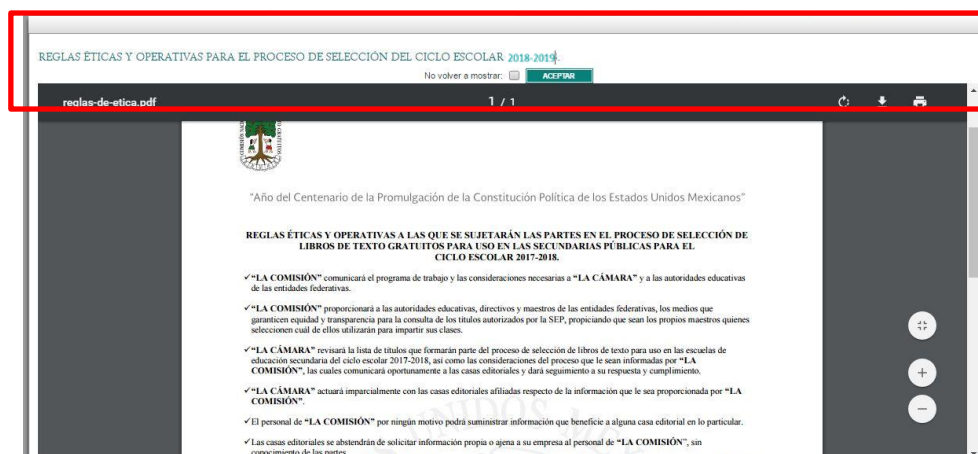 REGLAS ÉTICAS Y OPERATIVAS PARA EL PROCESO DE SELECCIÓN DEL CICLO ESCOLAR 2018-2019.
No volver a mostrar: ACEPTAR
reglas-de-etica.pdf 1 / 1
"Año del Centenario de la Promulgación de la Constitución Política de los Estados Unidos Mexicanos"
REGLAS ÉTICAS Y OPERATIVAS A LAS QUE SE SUJETARÁN LAS PARTES EN EL PROCESO DE SELECCIÓN DE
LIBROS DE TEXTO GRATUITOS PARA USO EN LAS SECUNDARIAS PÚBLICAS PARA EL
CICLO ESCOLAR 2017-2018.
✓"LA COMISIÓN" comunicará el programa de trabajo y las consideraciones necesarias a "LA CÁMARA" y a las autoridades educativas
de las entidades federativas.
✓"LA COMISIÓN" proporcionará a las autoridades educativas, directivos y maestros de las entidades federativas, los medios que
garanticen equidad y transparencia para la consulta de los títulos autorizados por la SEP, propiciando que sean los propios maestros quienes
seleccionen cuál de ellos utilizarán para impartir sus clases.
✓"LA CÁMARA" revisará la lista de títulos que formarán parte del proceso de selección de libros de texto para uso en las escuelas de
educación secundaria del ciclo escolar 2017-2018, así como las consideraciones del proceso que le sean informadas por "LA
COMISIÓN", las cuales comunicará oportunamente a las casas editoriales y dará seguimiento a su respuesta y cumplimiento.
✓"LA CÁMARA" actuará imparcialmente con las casas editoriales afiliadas respecto de la información que le sea proporcionada por "LA
COMISIÓN".
✓El personal de "LA COMISIÓN" por ningún motivo podrá suministrar información que beneficie a alguna casa editorial en lo particular.
✓Las casas editoriales se abstendrán de solicitar información propia o ajena a su empresa al personal de "LA COMISIÓN", sin
conocimiento de las partes.